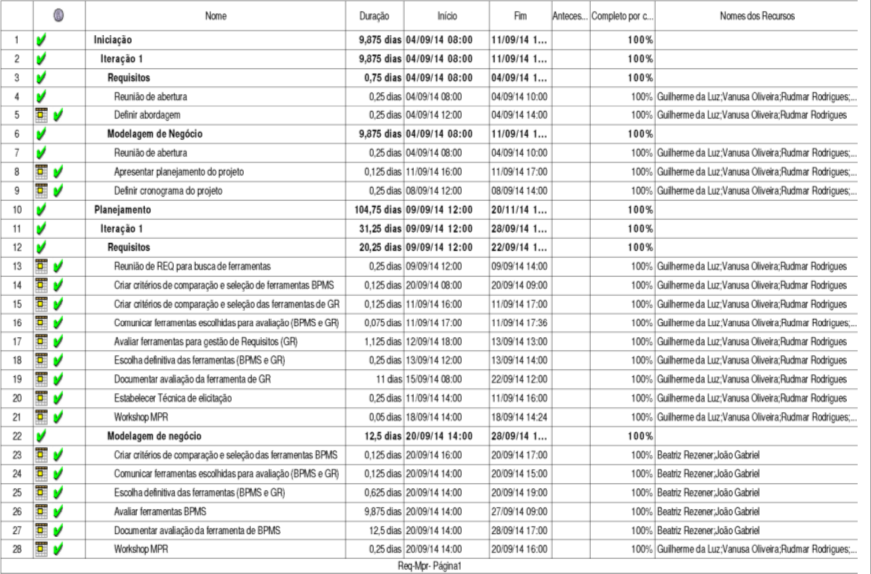 Nome Duração Início Fim Anteces... Completo por c... Nomes dos Recursos
1 Iniciação 9,875 dias 04/09/14 08:00 11/09/14 1... 100%
2 Iteração 1 9,875 dias 04/09/14 08:00 11/09/14 1... 100%
3 Requisitos 0,75 dias 04/09/14 08:00 04/09/14 1... 100%
4 Reunião de abertura 0,25 dias 04/09/14 08:00 04/09/14 10:00 100% Guilherme da Luz;Vanusa Oliveira;Rudmar Rodrigues;...
5 Definir abordagem 0,25 dias 04/09/14 12:00 04/09/14 14:00 100% Guilherme da Luz;Vanusa Oliveira;Rudmar Rodrigues
6 Modelagem de Negócio 9,875 dias 04/09/14 08:00 11/09/14 1... 100%
7 Reunião de abertura 0,25 dias 04/09/14 08:00 04/09/14 10:00 100% Guilherme da Luz;Vanusa Oliveira;Rudmar Rodrigues;...
8 Apresentar planejamento do projeto 0,125 dias 11/09/14 16:00 11/09/14 17:00 100% Guilherme da Luz;Vanusa Oliveira;Rudmar Rodrigues;...
9 Definir cronograma do projeto 0,25 dias 08/09/14 12:00 08/09/14 14:00 100% Guilherme da Luz;Vanusa Oliveira;Rudmar Rodrigues;...
10 Planejamento 104,75 dias 09/09/14 12:00 20/11/14 1... 100%
11 Iteração 1 31,25 dias 09/09/14 12:00 28/09/14 1... 100%
12 Requisitos 20,25 dias 09/09/14 12:00 22/09/14 1... 100%
13 Reunião de REQ para busca de ferramentas 0,25 dias 09/09/14 12:00 09/09/14 14:00 100% Guilherme da Luz;Vanusa Oliveira;Rudmar Rodrigues
14 Criar critérios de comparação e seleção de ferramentas BPMS 0,125 dias 20/09/14 08:00 20/09/14 09:00 100% Guilherme da Luz;Vanusa Oliveira;Rudmar Rodrigues
15 Criar critérios de comparação e seleção das ferramentas de GR 0,125 dias 11/09/14 16:00 11/09/14 17:00 100% Guilherme da Luz;Vanusa Oliveira;Rudmar Rodrigues
16 Comunicar ferramentas escolhidas para avaliação (BPMS e GR) 0,075 dias 11/09/14 17:00 11/09/14 17:36 100% Guilherme da Luz;Vanusa Oliveira;Rudmar Rodrigues;...
17 Avaliar ferramentas para gestão de Requisitos (GR) 1,125 dias 12/09/14 18:00 13/09/14 13:00 100% Guilherme da Luz;Vanusa Oliveira;Rudmar Rodrigues
18 Escolha definitiva das ferramentas (BPMS e GR) 0,25 dias 13/09/14 12:00 13/09/14 14:00 100% Guilherme da Luz;Vanusa Oliveira;Rudmar Rodrigues
19 Documentar avaliação da ferramenta de GR 11 dias 15/09/14 08:00 22/09/14 12:00 100% Guilherme da Luz;Vanusa Oliveira;Rudmar Rodrigues
20 Estabelecer Técnica de elicitação 0,25 dias 11/09/14 14:00 11/09/14 16:00 100% Guilherme da Luz;Vanusa Oliveira;Rudmar Rodrigues
21 Workshop MPR 0,05 dias 18/09/14 14:00 18/09/14 14:24 100% Guilherme da Luz;Vanusa Oliveira;Rudmar Rodrigues;...
22 Modelagem de negócio 12,5 dias 20/09/14 14:00 28/09/14 1... 100%
23 Criar critérios de comparação e seleção das ferramentas BPMS 0,125 dias 20/09/14 16:00 20/09/14 17:00 100% Beatriz Rezener;João Gabriel
24 Comunicar ferramentas escolhidas para avaliação (BPMS e GR) 0,125 dias 20/09/14 14:00 20/09/14 15:00 100% Beatriz Rezener;João Gabriel
25 Escolha definitiva das ferramentas (BPMS e GR) 0,625 dias 20/09/14 14:00 20/09/14 19:00 100% Beatriz Rezener;João Gabriel
26 Avaliar ferramentas BPMS 9,875 dias 20/09/14 14:00 27/09/14 09:00 100% Beatriz Rezener;João Gabriel
27 Documentar avaliação da ferramenta de BPMS 12,5 dias 20/09/14 14:00 28/09/14 17:00 100% Beatriz Rezener;João Gabriel
28 Workshop MPR 0,25 dias 20/09/14 14:00 20/09/14 16:00 100% Guilherme da Luz;Vanusa Oliveira;Rudmar Rodrigues;...
Req-Mpr- Página1